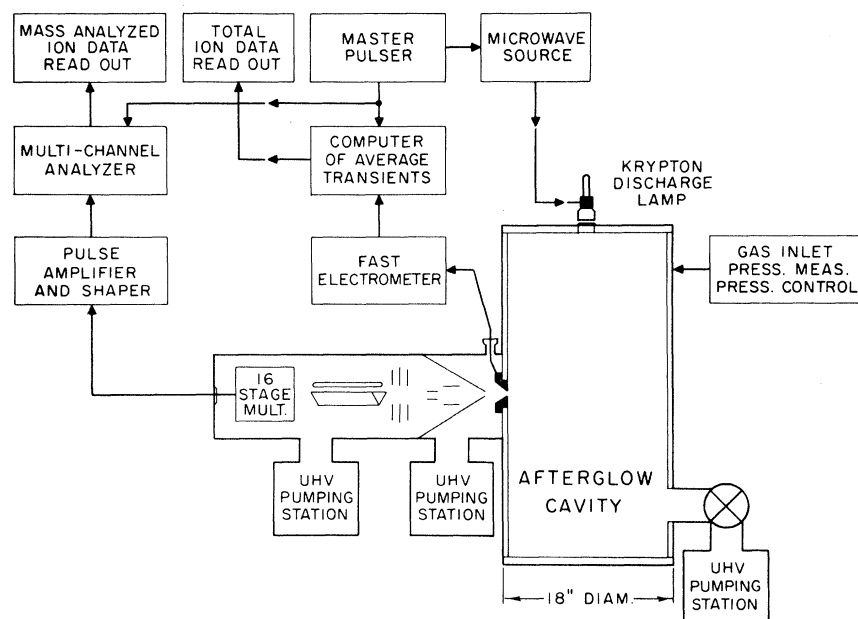 MASS ANALYZED
ION DATA
READ OUT
TOTAL
ION DATA
READ OUT
MASTER
PULSER
MICROWAVE
SOURCE
MULTI-CHANNEL
ANALYZER
COMPUTER
OF AVERAGE
TRANSIENTS
KRYPTON
DISCHARGE
LAMP
PULSE
AMPLIFIER
AND SHAPER
FAST
ELECTROMETER
GAS INLET
PRESS. MEAS.
PRESS. CONTROL
16
STAGE
MULT.
UHV
PUMPING
STATION
UHV
PUMPING
STATION
AFTERGLOW
CAVITY
UHV
PUMPING
STATION
18" DIAM.